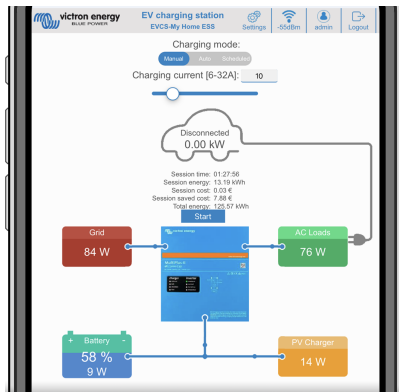 victron energy
BLUE POWER
EV charging station
EVCS-My Home ESS
Settings
-55dBm
admin
Logout
Charging mode:
Manual Auto Scheduled
Charging current [6-32A]: 10
Disconnected
0.00 kW
Session time: 01:27:56
Session energy: 13.19 kWh
Session cost: 0.03 €
Session saved cost: 7.88 €
Total energy: 125.57 kWh
Start
Grid
84 W
victron energy
AC Loads
76 W
+ Battery -
58 %
9 W
PV Charger
14 W